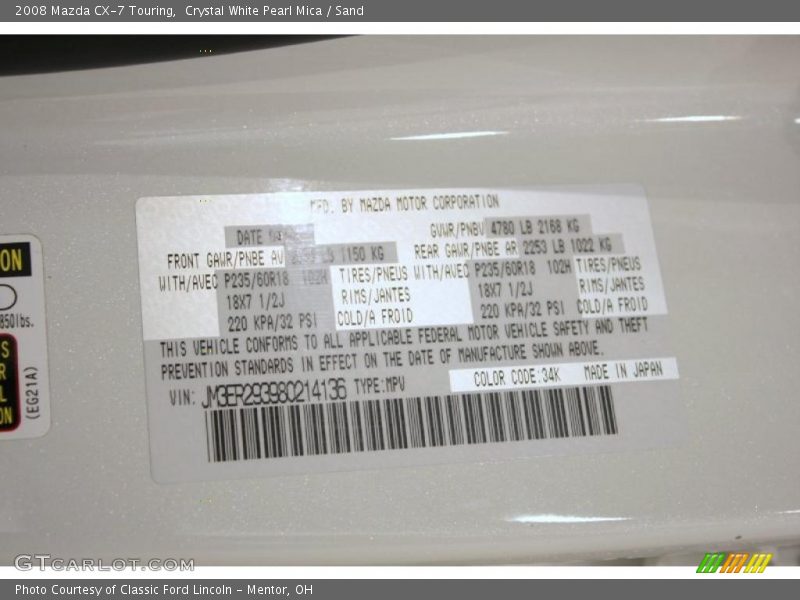 2008 Mazda CX-7 Touring,  Crystal White Pearl Mica / Sand
MFD. BY MAZDA MOTOR CORPORATION
DATE
GVWR/PNBV 4780 LB 2168 KG
FRONT GAWR/PNBE AV LB 1150 KG REAR GAWR/PNBE AR 2253 LB 1022 KG
WITH/AVEC P235/60R18 102H TIRES/PNEUS WITH/AVEC P235/60R18 102H TIRES/PNEUS
18X7 1/2J RIMS/JANTES 18X7 1/2J RIMS/JANTES
220 KPA/32 PSI COLD/A FROID 220 KPA/32 PSI COLD/A FROID
THIS VEHICLE CONFORMS TO ALL APPLICABLE FEDERAL MOTOR VEHICLE SAFETY AND THEFT
PREVENTION STANDARDS IN EFFECT ON THE DATE OF MANUFACTURE SHOWN ABOVE.
VIN: JM3ER293980214136 TYPE:MPV COLOR CODE:34K MADE IN JAPAN
ON
850lbs.
(EG21A)
GTCARLOT.COM
Photo Courtesy of Classic Ford Lincoln - Mentor, OH